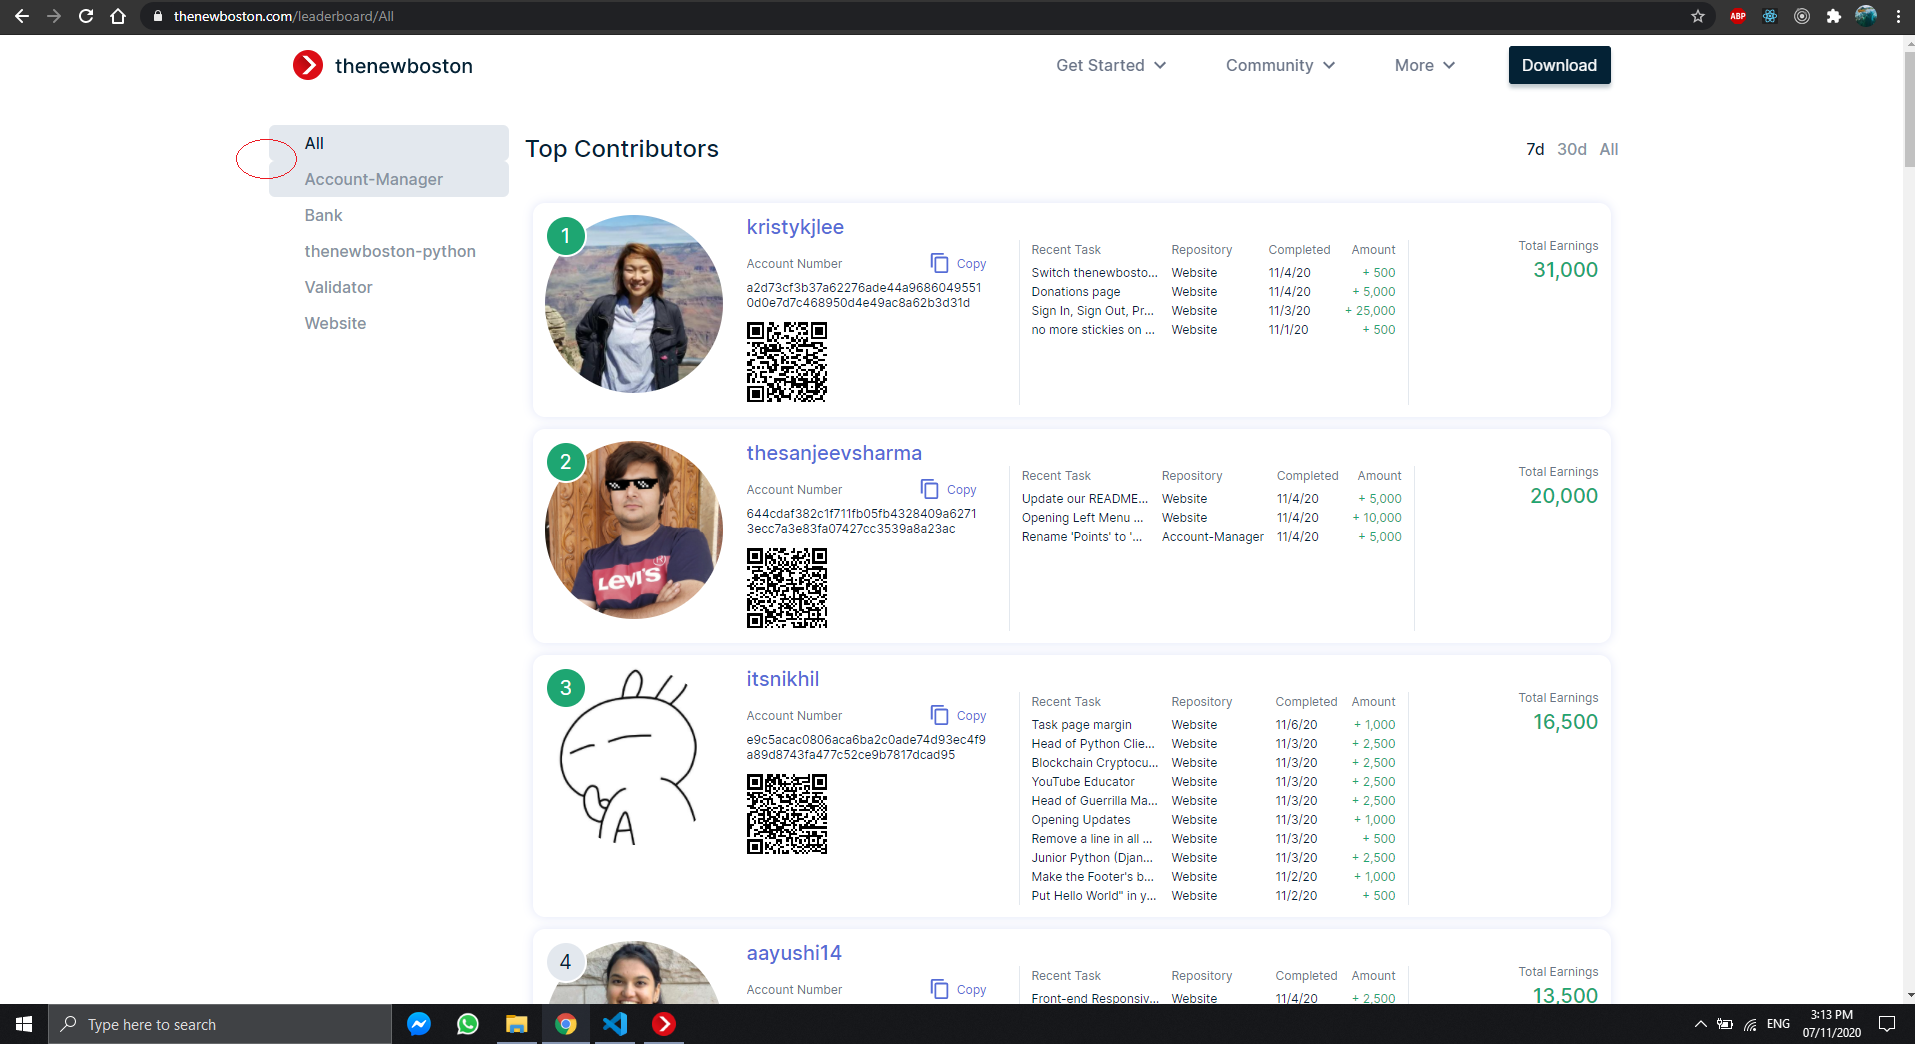 thenewboston.com/leaderboard/All
ABP
thenewboston
Get Started
Community
More
Download
All
Account-Manager
Bank
thenewboston-python
Validator
Website
Top Contributors
7d 30d All
1
kristykjlee
Account Number
Copy
a2d73cf3b37a62276ade44a9686049551
0d0e7d7c468950d4e49ac8a62b3d31d
Recent Task Repository Completed Amount
Switch thenewbosto... Website 11/4/20 + 500
Donations page Website 11/4/20 + 5,000
Sign In, Sign Out, Pr... Website 11/3/20 + 25,000
no more stickies on ... Website 11/1/20 + 500
Total Earnings
31,000
2
thesanjeevsharma
Account Number
Copy
644cdaf382c1f711fb05fb4328409a6271
3ecc7a3e83fa07427cc3539a8a23ac
Recent Task Repository Completed Amount
Update our README... Website 11/4/20 + 5,000
Opening Left Menu ... Website 11/4/20 + 10,000
Rename 'Points' to '... Account-Manager 11/4/20 + 5,000
Total Earnings
20,000
LEVI'S
3
itsnikhil
Account Number
Copy
e9c5acac0806aca6ba2c0ade74d93ec4f9
a89d8743fa477c52ce9b7817dcad95
Recent Task Repository Completed Amount
Task page margin Website 11/6/20 + 1,000
Head of Python Clie... Website 11/3/20 + 2,500
Blockchain Cryptocu... Website 11/3/20 + 2,500
YouTube Educator Website 11/3/20 + 2,500
Head of Guerrilla Ma... Website 11/3/20 + 2,500
Opening Updates Website 11/3/20 + 1,000
Remove a line in all ... Website 11/3/20 + 500
Junior Python (Djan... Website 11/3/20 + 2,500
Make the Footer's b... Website 11/2/20 + 1,000
Put Hello World" in y... Website 11/2/20 + 500
Total Earnings
16,500
4
aayushi14
Account Number
Copy
Recent Task Repository Completed Amount
Front-end Responsiv... Website 11/4/20 + 2,500
Total Earnings
13,500
Type here to search
ENG
3:13 PM
07/11/2020